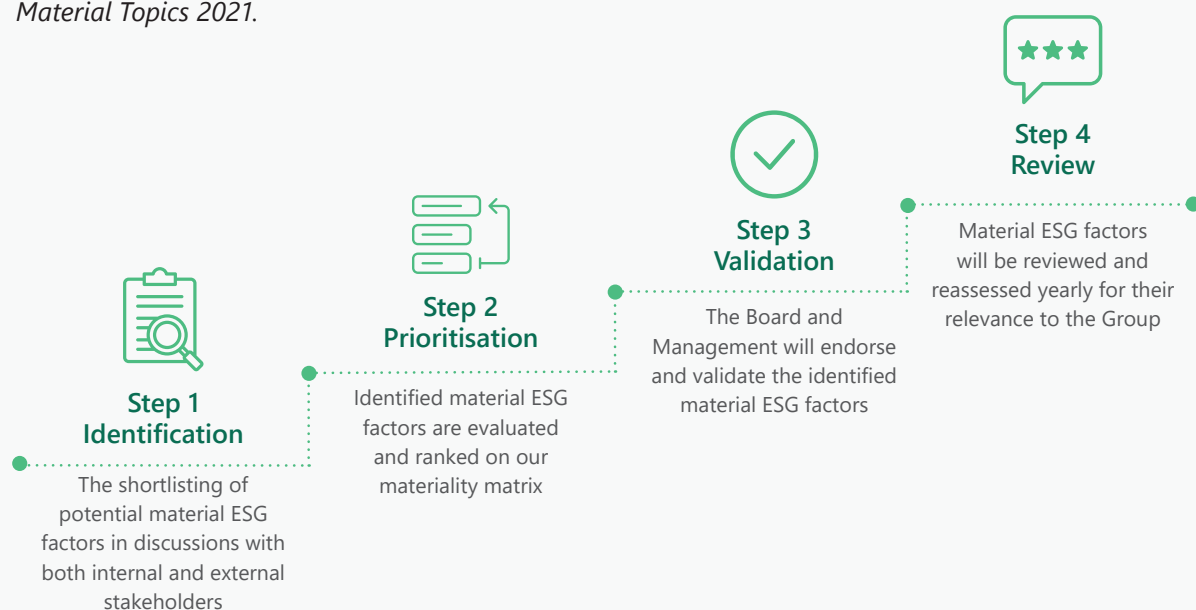 Material Topics 2021.
Step 1
Identification
The shortlisting of
potential material ESG
factors in discussions with
both internal and external
stakeholders
Step 2
Prioritisation
Identified material ESG
factors are evaluated
and ranked on our
materiality matrix
Step 3
Validation
The Board and
Management will endorse
and validate the identified
material ESG factors
Step 4
Review
Material ESG factors
will be reviewed and
reassessed yearly for their
relevance to the Group